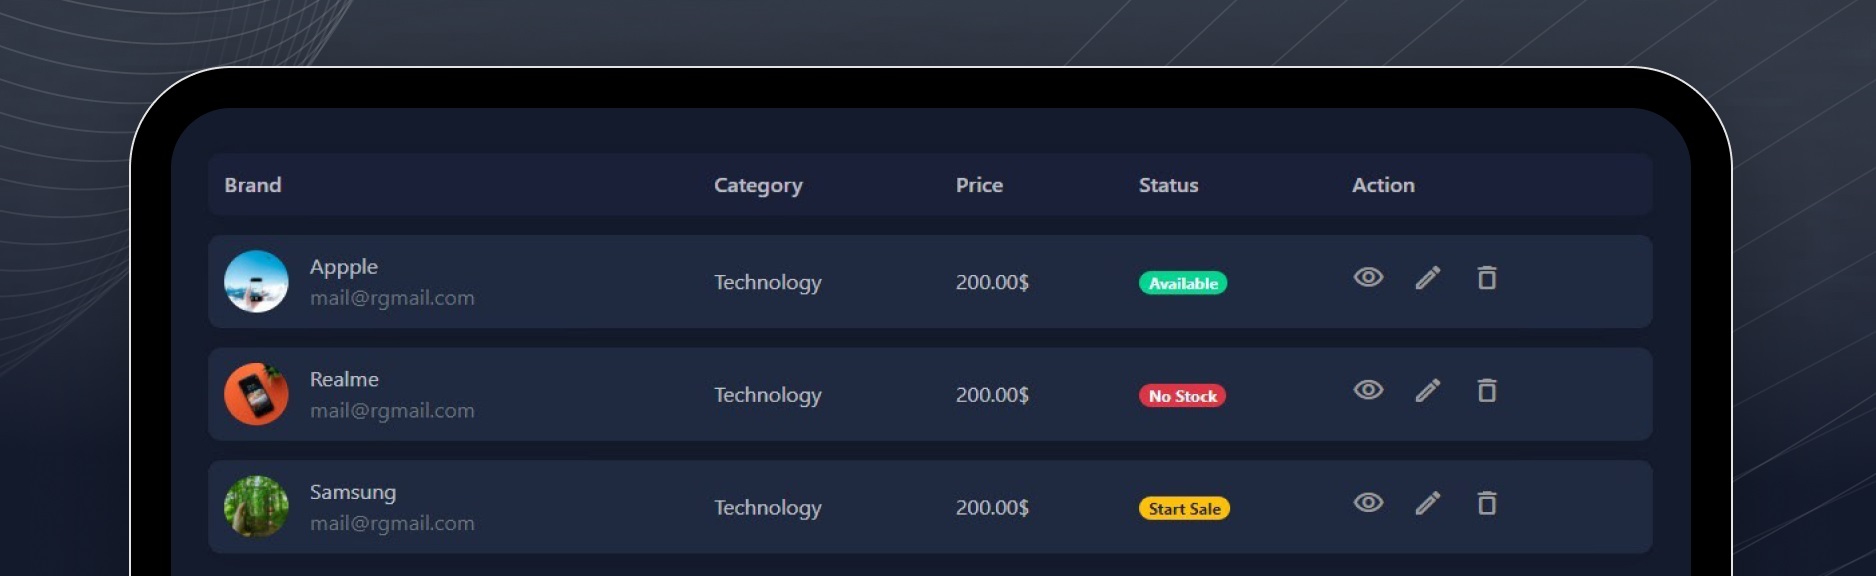 Brand Category Price Status Action
Appple
mail@rgmail.com
Technology 200.00$ Available
Realme
mail@rgmail.com
Technology 200.00$ No Stock
Samsung
mail@rgmail.com
Technology 200.00$ Start Sale